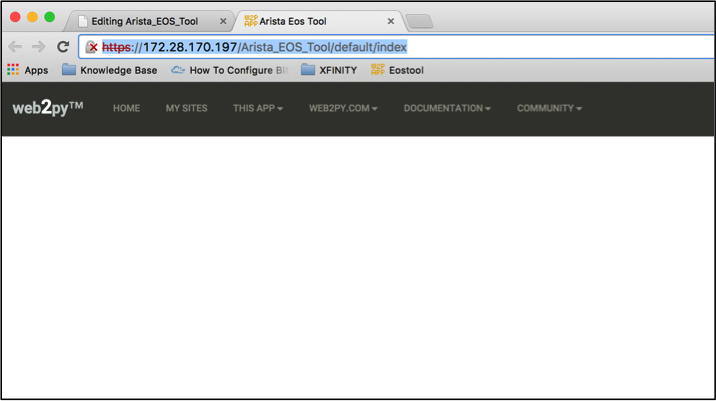 Editing Arista_EOS_Tool
Arista Eos Tool
https://172.28.170.197/Arista_EOS_Tool/default/index
Apps Knowledge Base How To Configure XFINITY Eostool
web2py™ HOME MY SITES THIS APP WEB2PY.COM DOCUMENTATION COMMUNITY